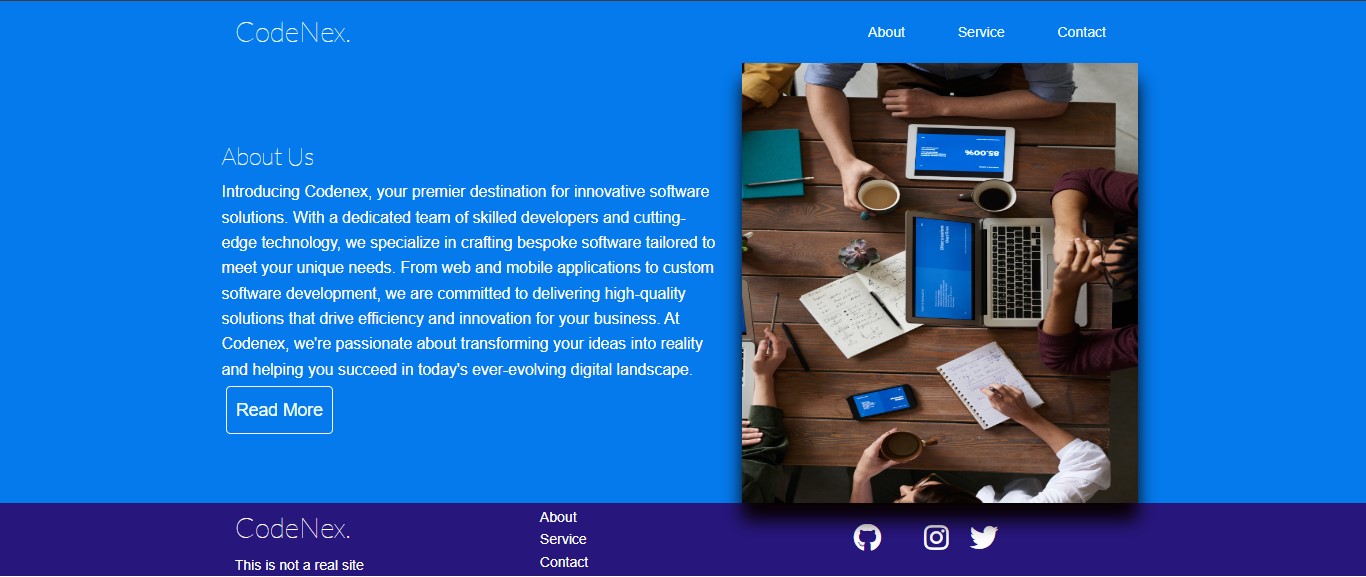 CodeNex.
About
Service
Contact
85.00%
About Us
Introducing Codenex, your premier destination for innovative software
solutions. With a dedicated team of skilled developers and cutting-
edge technology, we specialize in crafting bespoke software tailored to
meet your unique needs. From web and mobile applications to custom
software development, we are committed to delivering high-quality
solutions that drive efficiency and innovation for your business. At
Codenex, we're passionate about transforming your ideas into reality
and helping you succeed in today's ever-evolving digital landscape.
Read More
CodeNex.
This is not a real site
About
Service
Contact